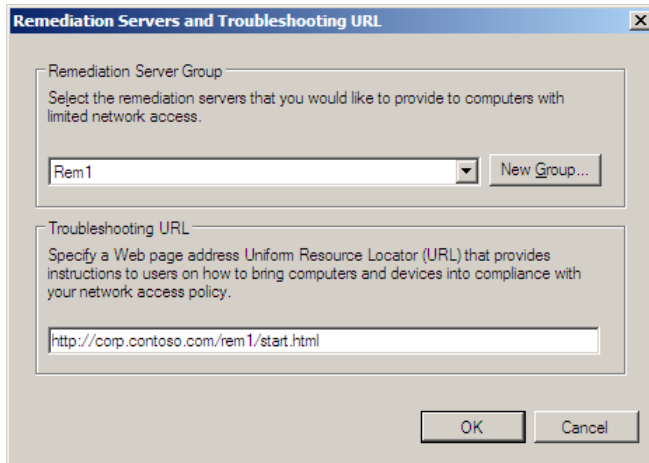 Remediation Servers and Troubleshooting URL
Remediation Server Group
Select the remediation servers that you would like to provide to computers with
limited network access.
Rem1
New Group...
Troubleshooting URL
Specify a Web page address Uniform Resource Locator (URL) that provides
instructions to users on how to bring computers and devices into compliance with
your network access policy.
http://corp.contoso.com/rem1/start.html
OK
Cancel